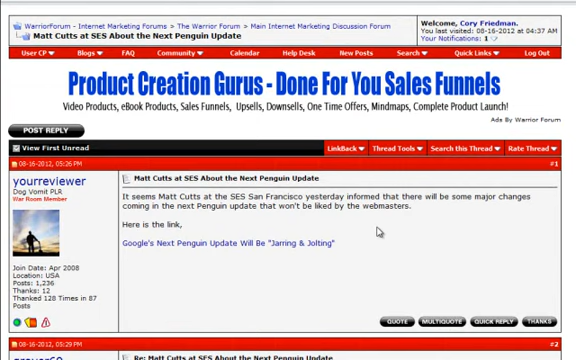 WarriorForum - Internet Marketing Forums > The Warrior Forum > Main Internet Marketing Discussion Forum
Matt Cutts at SES About the Next Penguin Update
Welcome, Cory Friedman.
You last visited: 08-16-2012 at 04:37 AM
Your Notifications: 1
User CP Blogs FAQ Community Calendar Help Desk New Posts Search Quick Links Log Out
Product Creation Gurus - Done For You Sales Funnels
Video Products, eBook Products, Sales Funnels, Upsells, Downsells, One Time Offers, Mindmaps, Complete Product Launch!
Ads By Warrior Forum
POST REPLY
View First Unread LinkBack Thread Tools Search this Thread Rate Thread
08-16-2012, 05:26 PM #1
yourreviewer
Dog Vomit PLR
War Room Member
Join Date: Apr 2008
Location: USA
Posts: 1,236
Thanks: 12
Thanked 128 Times in 87
Posts
Matt Cutts at SES About the Next Penguin Update
It seems Matt Cutts at the SES San Francisco yesterday informed that there will be some major changes
coming in the next Penguin update that won't be liked by the webmasters.
Here is the link,
Google's Next Penguin Update Will Be "Jarring & Jolting"
QUOTE MULTIQUOTE QUICK REPLY THANKS
08-16-2012, 05:29 PM #2
Re: Matt Cutts at SES About the Next Penguin Update